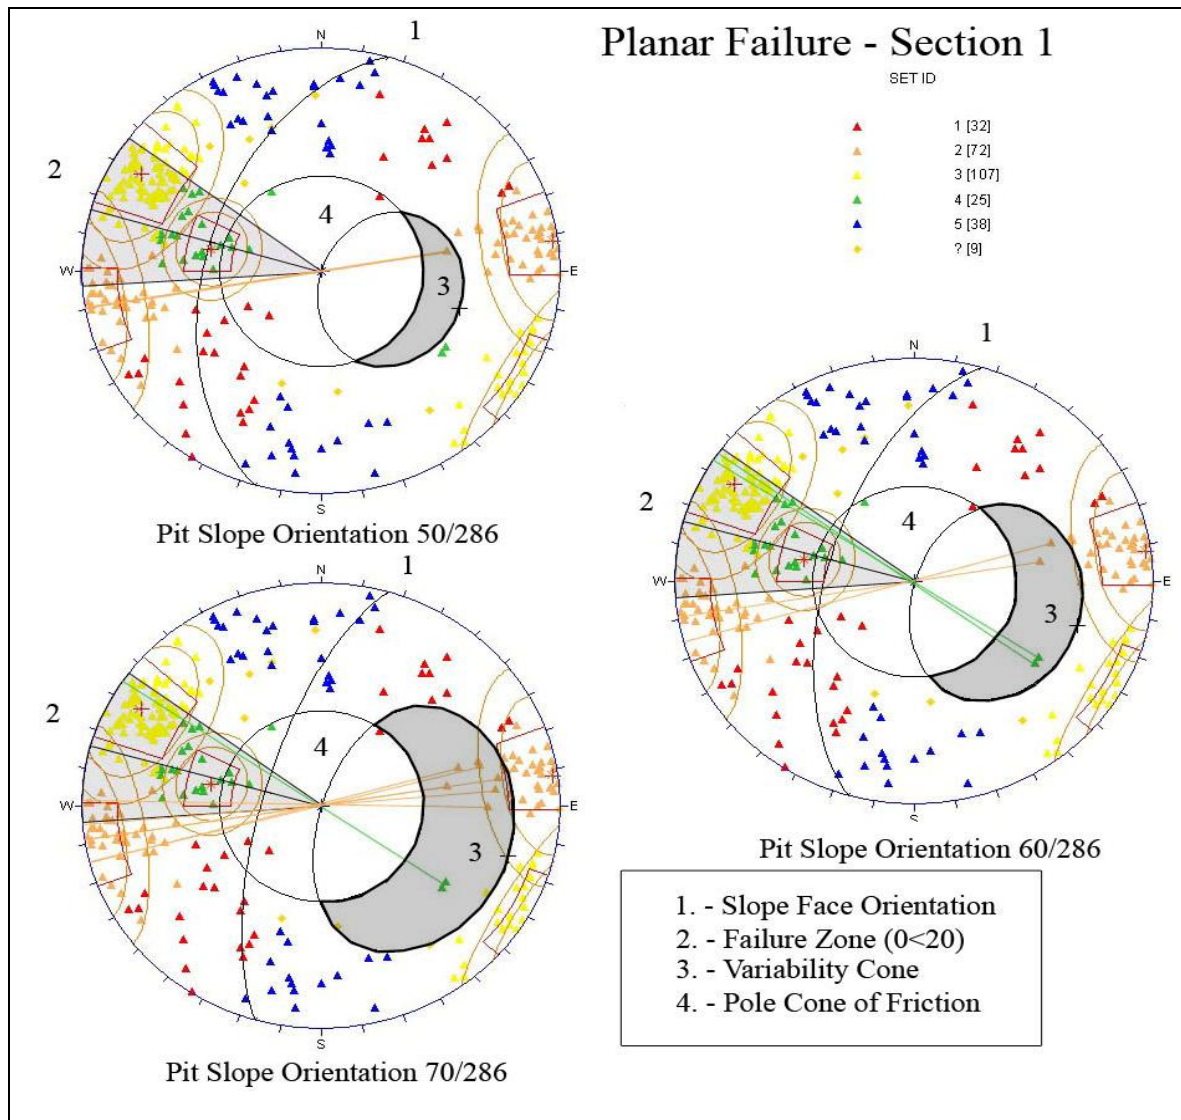 Planar Failure - Section 1
SET ID
1 [32]
2 [72]
3 [107]
4 [25]
5 [38]
? [9]
1
N
2
4
W
E
3
S
Pit Slope Orientation 50/286
1
N
2
4
W
E
3
S
Pit Slope Orientation 60/286
1
N
2
4
W
E
3
S
Pit Slope Orientation 70/286
1. - Slope Face Orientation
2. - Failure Zone (0<20)
3. - Variability Cone
4. - Pole Cone of Friction